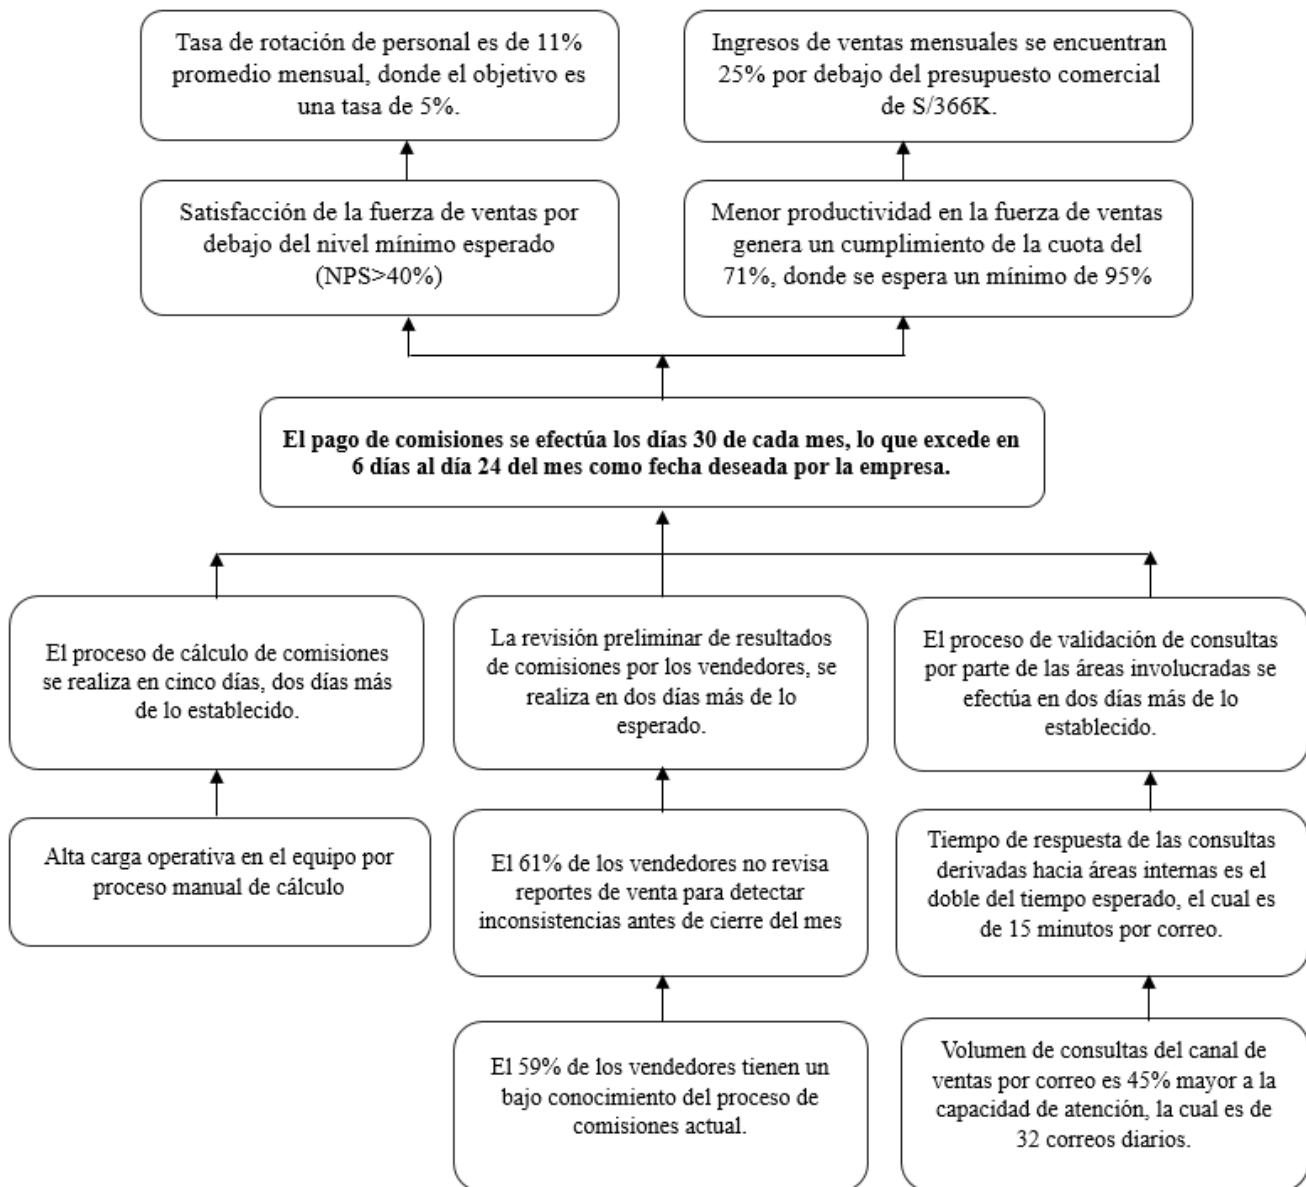 Tasa de rotación de personal es de 11%
promedio mensual, donde el objetivo es
una tasa de 5%.
Ingresos de ventas mensuales se encuentran
25% por debajo del presupuesto comercial
de S/366K.
Satisfacción de la fuerza de ventas por
debajo del nivel mínimo esperado
(NPS>40%)
Menor productividad en la fuerza de ventas
genera un cumplimiento de la cuota del
71%, donde se espera un mínimo de 95%
El pago de comisiones se efectúa los días 30 de cada mes, lo que excede en
6 días al día 24 del mes como fecha deseada por la empresa.
El proceso de cálculo de comisiones
se realiza en cinco días, dos días más
de lo establecido.
La revisión preliminar de resultados
de comisiones por los vendedores, se
realiza en dos días más de lo
esperado.
El proceso de validación de consultas
por parte de las áreas involucradas se
efectúa en dos días más de lo
establecido.
Alta carga operativa en el equipo por
proceso manual de cálculo
El 61% de los vendedores no revisa
reportes de venta para detectar
inconsistencias antes de cierre del mes
Tiempo de respuesta de las consultas
derivadas hacia áreas internas es el
doble del tiempo esperado, el cual es
de 15 minutos por correo.
El 59% de los vendedores tienen un
bajo conocimiento del proceso de
comisiones actual.
Volumen de consultas del canal de
ventas por correo es 45% mayor a la
capacidad de atención, la cual es de
32 correos diarios.